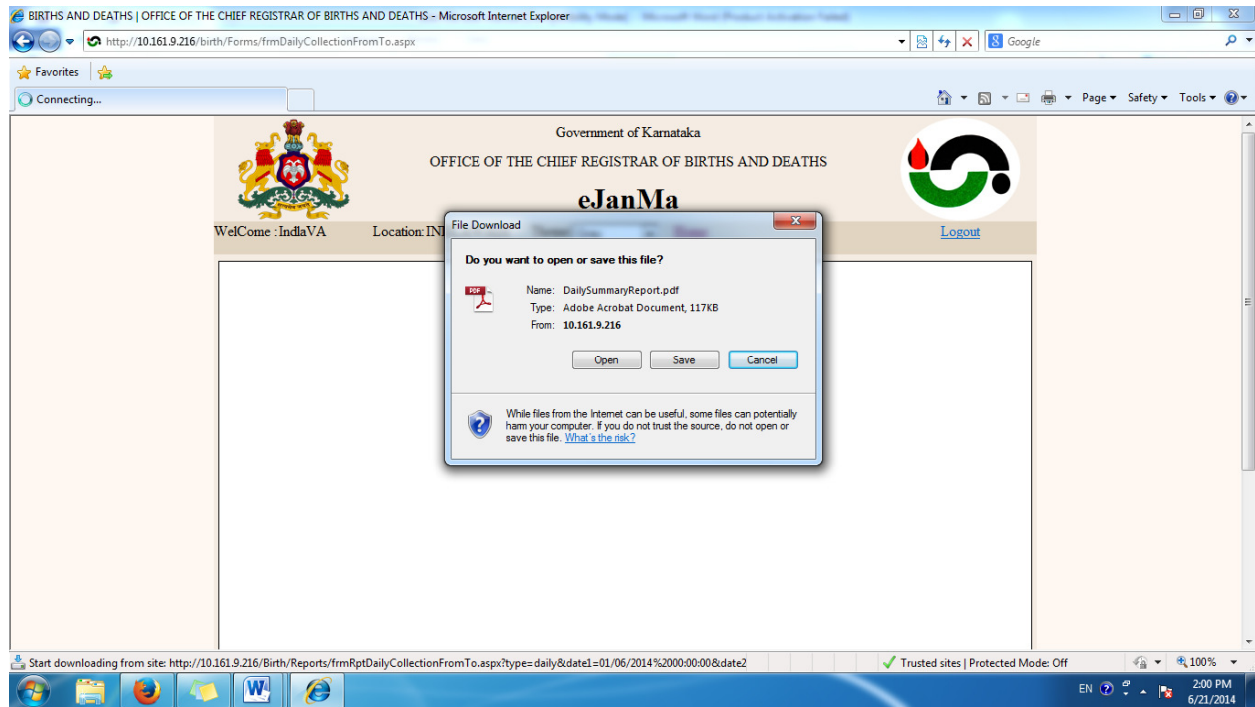 BIRTHS AND DEATHS | OFFICE OF THE CHIEF REGISTRAR OF BIRTHS AND DEATHS - Microsoft Internet Explorer
http://10.161.9.216/birth/Forms/frmDailyCollectionFromTo.aspx
Google
Favorites
Connecting...
Page Safety Tools
Government of Karnataka
OFFICE OF THE CHIEF REGISTRAR OF BIRTHS AND DEATHS
eJanMa
WelCome :IndlaVA Location: Logout
File Download
Do you want to open or save this file?
PDF
Name: DailySummaryReport.pdf
Type: Adobe Acrobat Document, 117KB
From: 10.161.9.216
Open Save Cancel
While files from the Internet can be useful, some files can potentially
harm your computer. If you do not trust the source, do not open or
save this file. What's the risk?
Start downloading from site: http://10.161.9.216/Birth/Reports/frmRptDailyCollectionFromTo.aspx?type=daily&date1=01/06/2014%2000:00:00&date2
Trusted sites | Protected Mode: Off 100%
EN 2:00 PM
6/21/2014